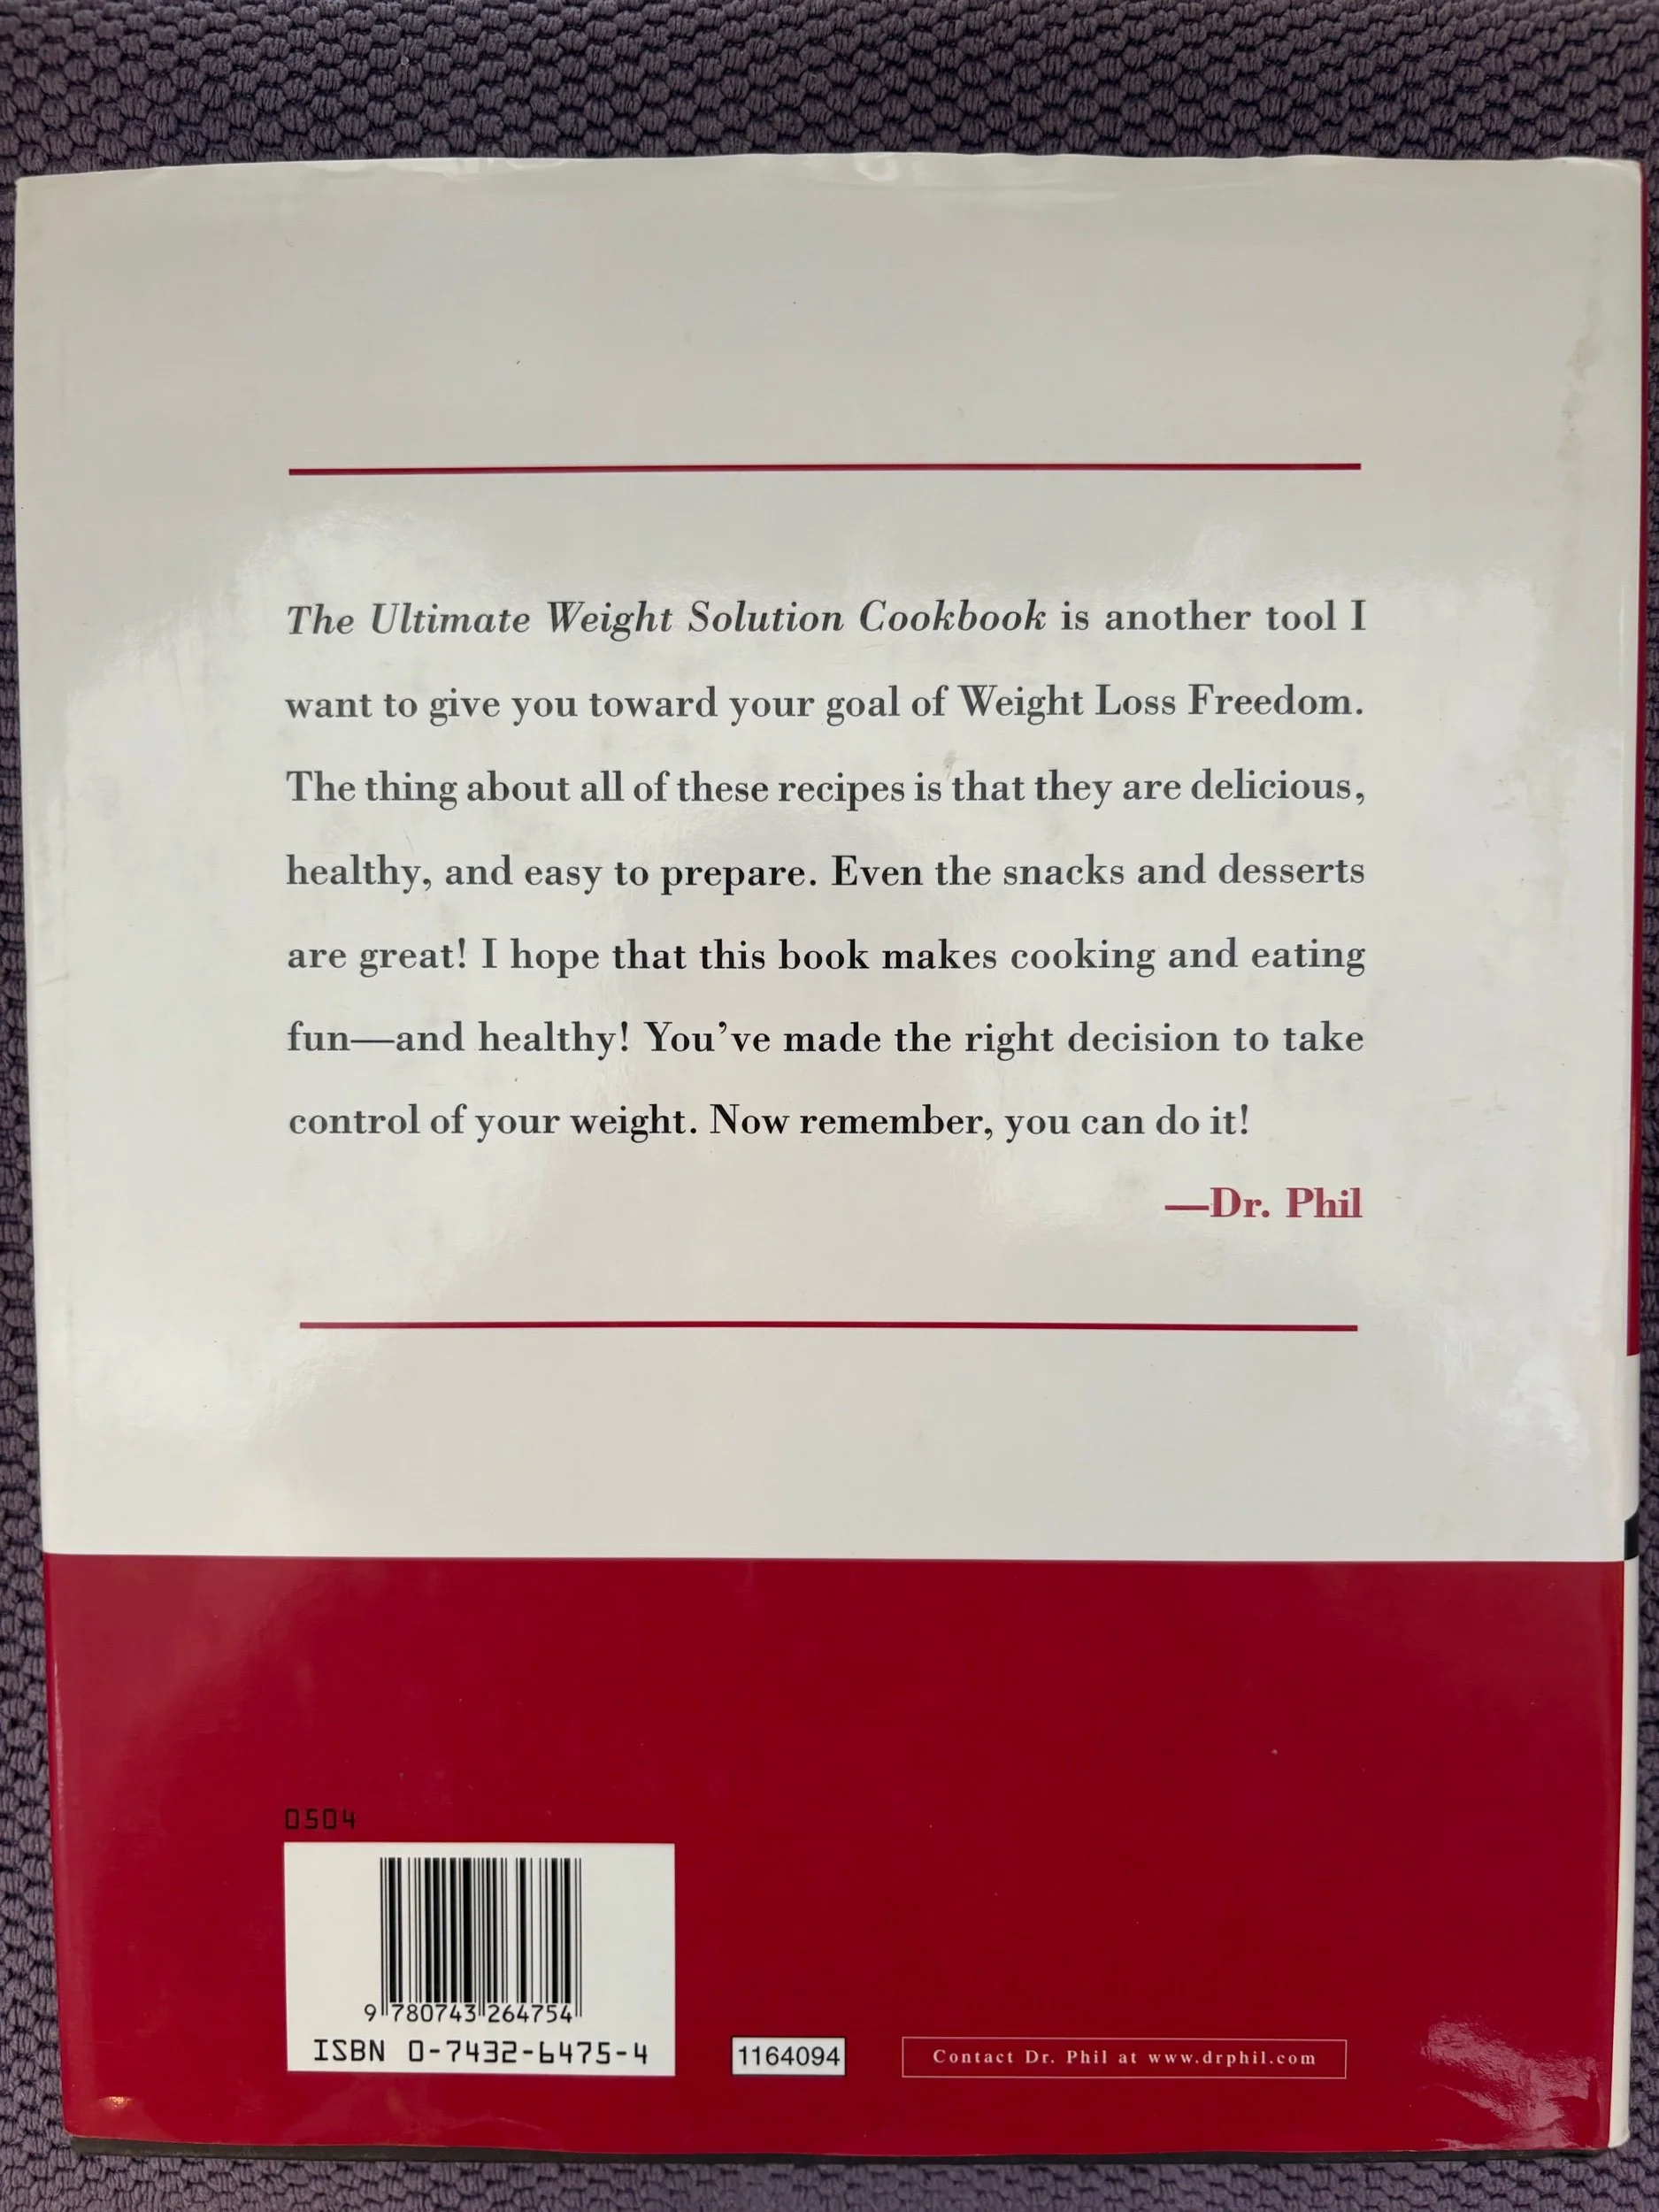 The Ultimate Weight Solution Cookbook is another tool I
want to give you toward your goal of Weight Loss Freedom.
The thing about all of these recipes is that they are delicious,
healthy, and easy to prepare. Even the snacks and desserts
are great! I hope that this book makes cooking and eating
fun—and healthy! You’ve made the right decision to take
control of your weight. Now remember, you can do it!
—Dr. Phil
0504
9 780743 264754
ISBN 0-7432-6475-4
1164094
Contact Dr. Phil at www.drphil.com